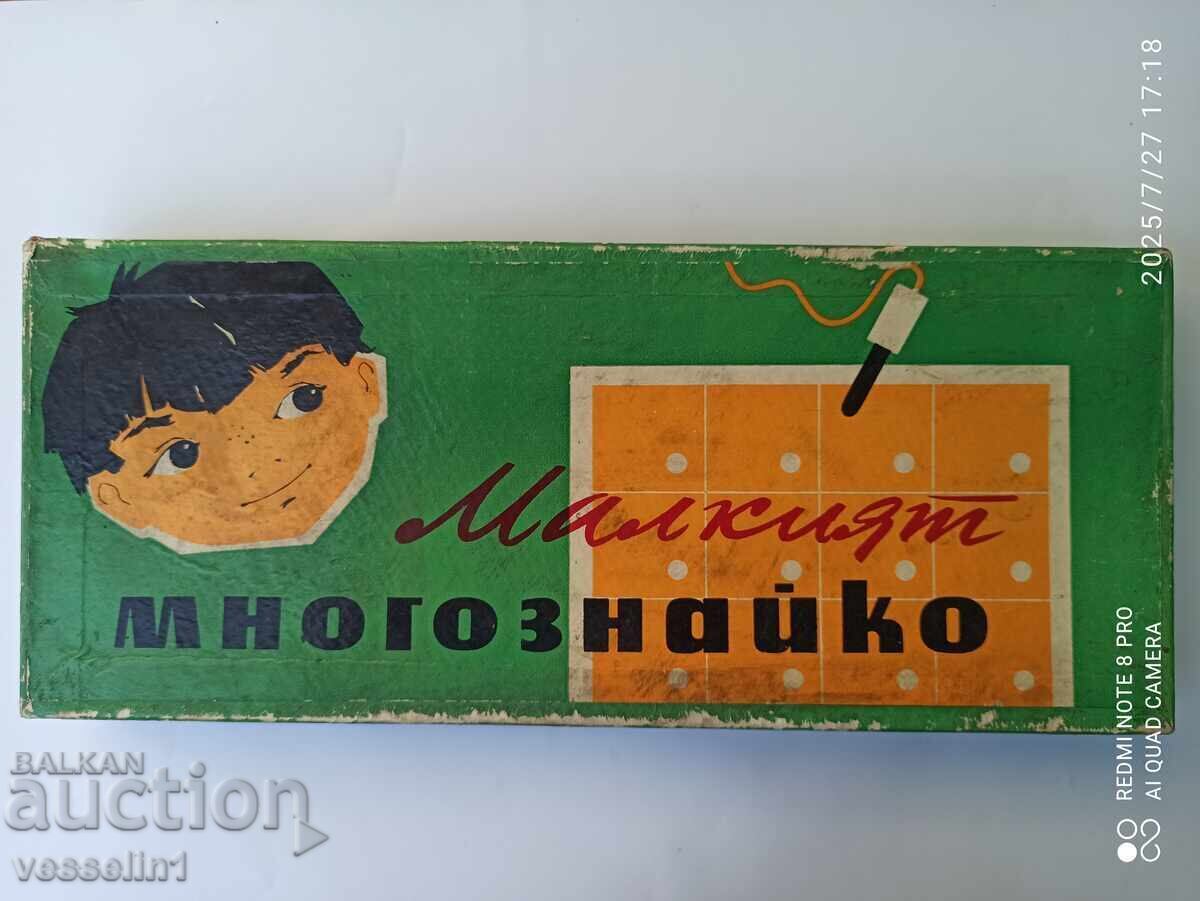 Малкият
многознайко
BALKAN
auction
vesselin1
2025/7/27 17:18
REDMI NOTE 8 PRO
AI QUAD CAMERA